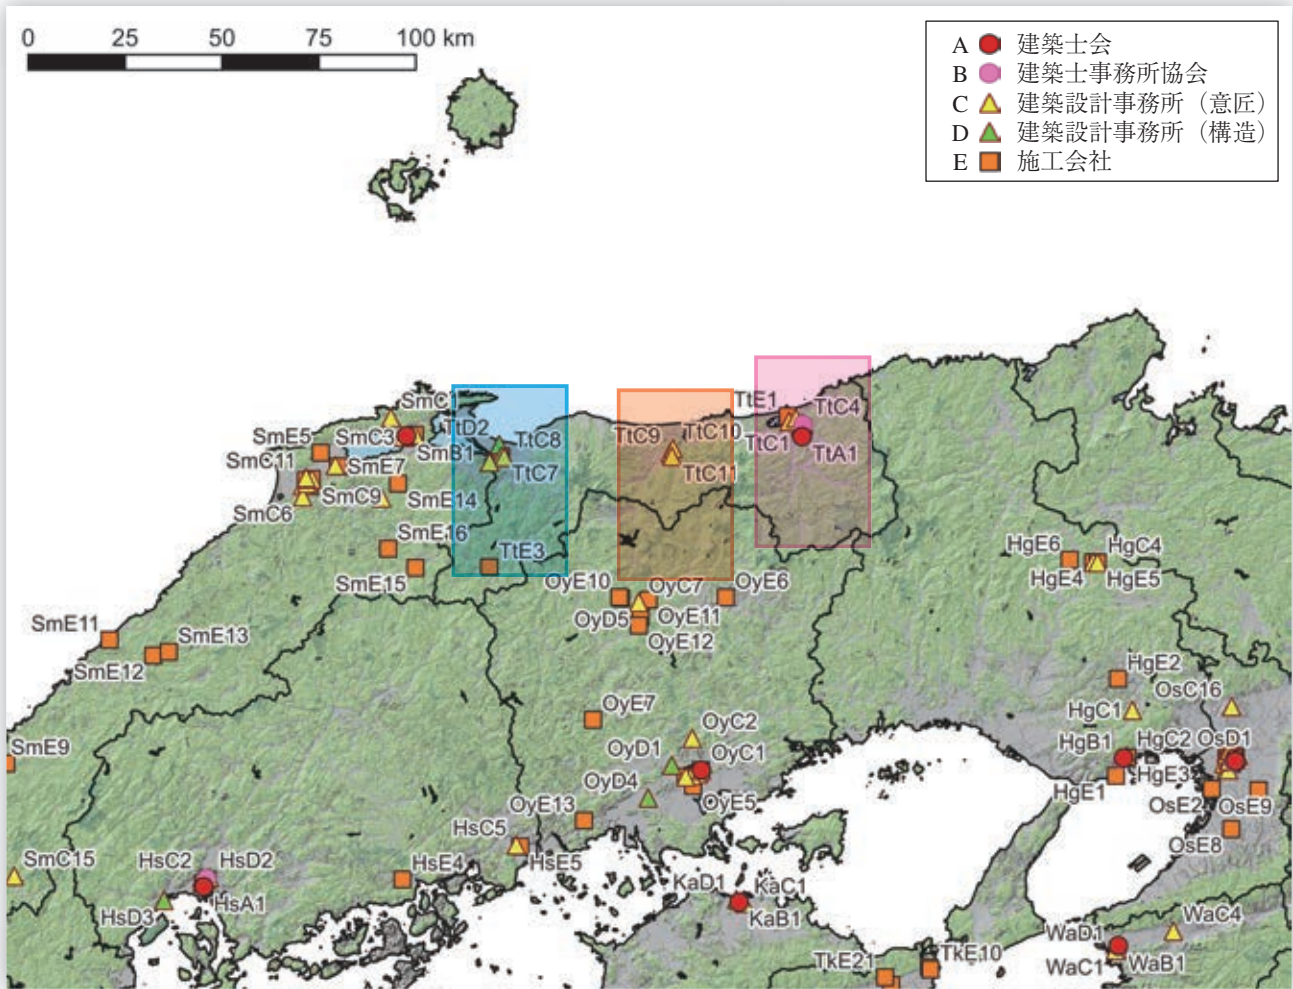 0 25 50 75 100 km
A 建築士会
B 建築士事務所協会
C 建築設計事務所（意匠）
D 建築設計事務所（構造）
E 施工会社
SmC
TtE1
TtC4
SmE5
SmC3
TtD2
TtC8
TtC9
TtC10
TtC1
SmC11
SmE7
SmB1
TtC7
TtC11
TtA1
SmC9
SmE14
SmC6
SmE16
TtE3
HgE6
HgC4
SmE15
OyE10
OyC7
OyE6
HgE4
HgE5
SmE11
SmE13
OyD5
OyE11
OyE12
SmE12
HgE2
OsC16
OyE7
OyC2
HgC1
SmE9
OyD1
OyC1
HgB1
HgC2
OsD1
OyD4
HgE3
OyE13
OyE5
HgE1
OsE2
OsE9
HsC5
OsE8
SmC15
HsC2
HsD2
HsE4
HsE5
KaD1
KaC1
HsD3
HsA1
KaB1
WaC4
WaD1
TkE21
TkE10
WaC1
WaB1